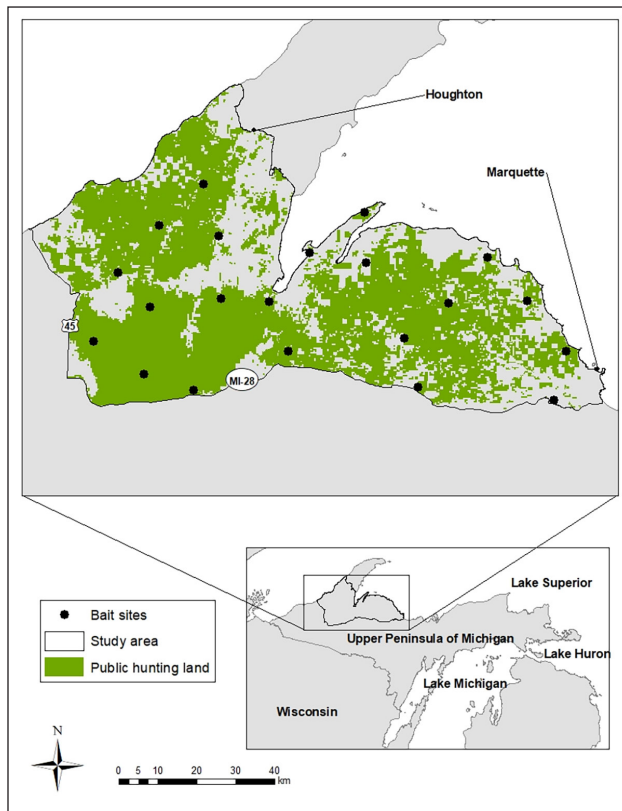 Houghton
Marquette
45
MI-28
Lake Superior
Upper Peninsula of Michigan
Lake Huron
Lake Michigan
Wisconsin
Bait sites
Study area
Public hunting land
N
0 5 10 20 30 40
km